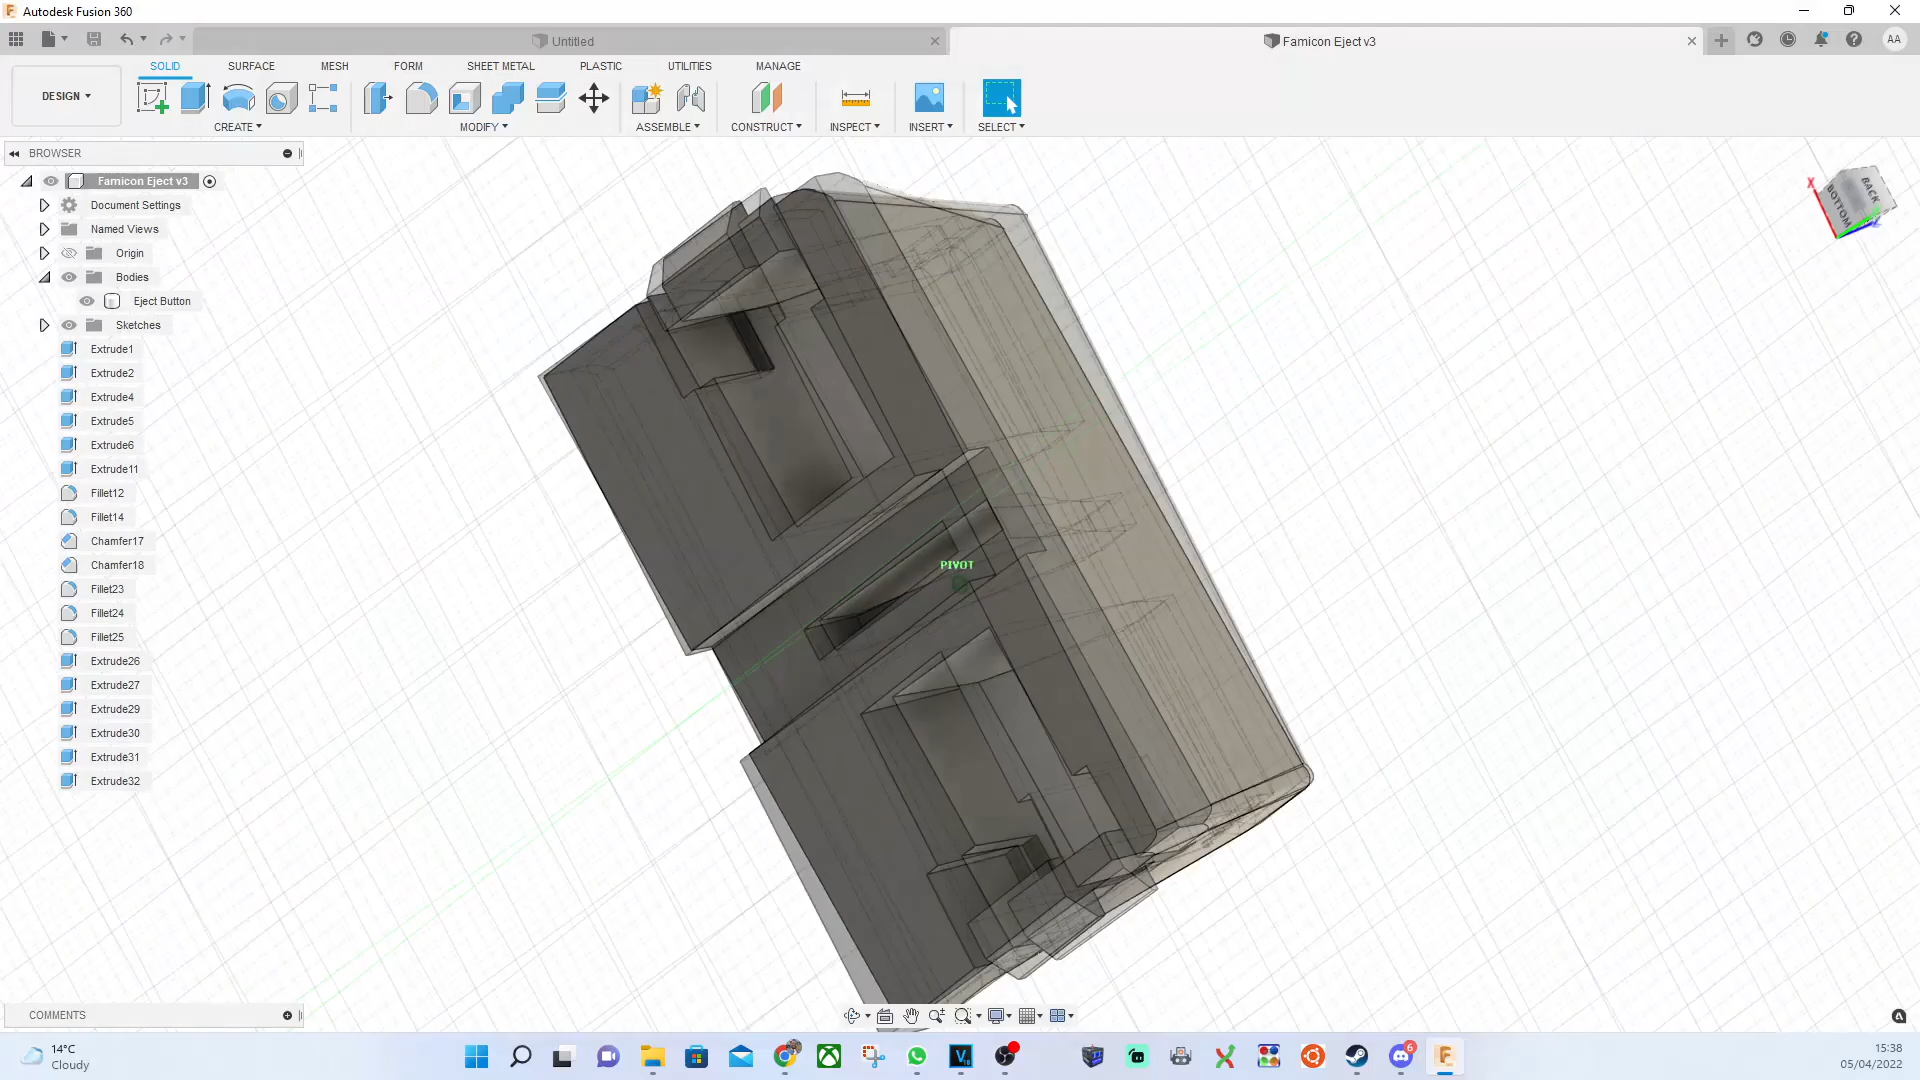 Autodesk Fusion 360
Untitled
Famicon Eject v3
AA
DESIGN
SOLID
SURFACE
MESH
FORM
SHEET METAL
PLASTIC
UTILITIES
MANAGE
CREATE
MODIFY
ASSEMBLE
CONSTRUCT
INSPECT
INSERT
SELECT
BROWSER
Famicon Eject v3
Document Settings
Named Views
Origin
Bodies
Eject Button
Sketches
Extrude1
Extrude2
Extrude4
Extrude5
Extrude6
Extrude11
Fillet12
Fillet14
Chamfer17
Chamfer18
Fillet23
Fillet24
Fillet25
Extrude26
Extrude27
Extrude29
Extrude30
Extrude31
Extrude32
X
BOTTOM
BACK
Z
PIVOT
COMMENTS
14°C
Cloudy
6
15:38
05/04/2022